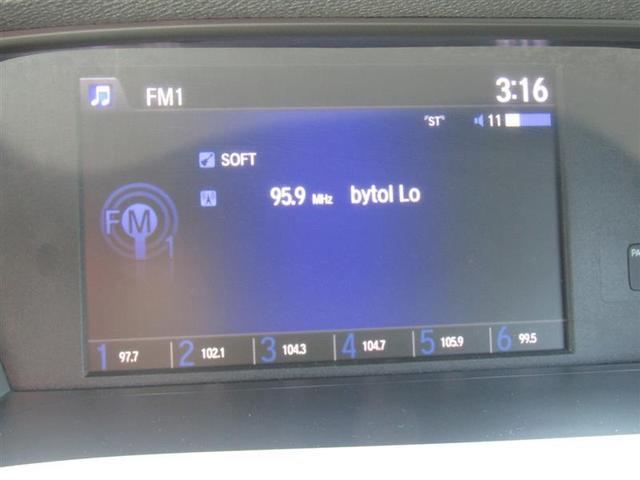 FM1 3:16
"ST" 11
SOFT
95.9 MHz bytol Lo
FM 1
1 97.7 2 102.1 3 104.3 4 104.7 5 105.9 6 99.5
PA